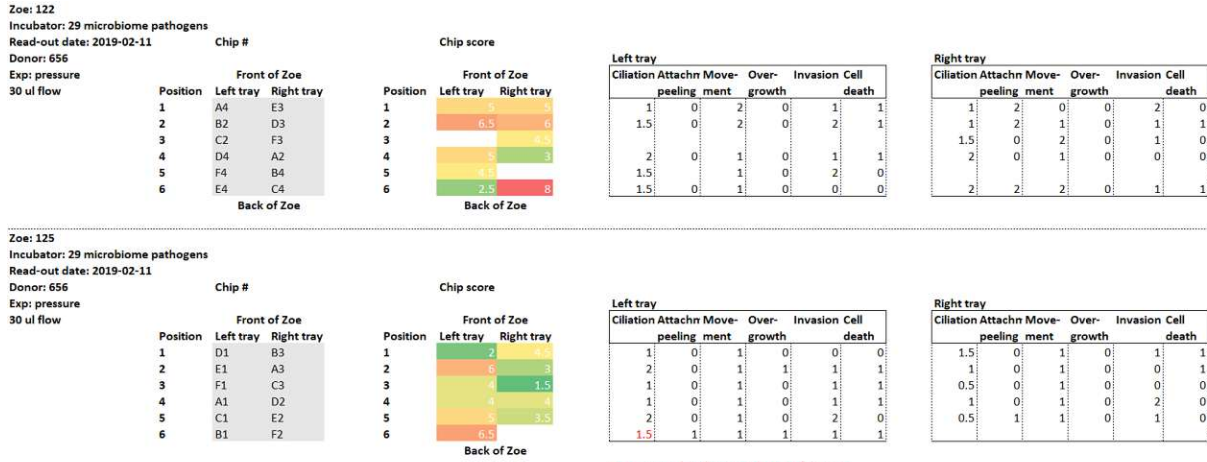 Zoe: 122
Incubator: 29 microbiome pathogens
Read-out date: 2019-02-11 Chip # Chip score
Donor: 656 Left tray Right tray
Exp: pressure Front of Zoe Front of Zoe Ciliation Attachn Move- Over- Invasion Cell Ciliation Attachn Move- Over- Invasion Cell
30 ul flow Position Left tray Right tray Position Left tray Right tray peeling ment growth death peeling ment growth death
1 A4 E3 1 5 5 1 0 2 0 1 1 1 2 0 0 2 0
2 B2 D3 2 6.5 6 1.5 0 2 0 2 1 1 2 1 0 1 1
3 C2 F3 3 4.5 1.5 0 2 0 1 0
4 D4 A2 4 5 3 2 0 1 0 1 1 2 0 1 0 0 0
5 F4 B4 5 4.5 1.5 1 0 2 0
6 E4 C4 6 2.5 8 1.5 0 1 0 0 0 2 2 2 0 1 1
Back of Zoe Back of Zoe
Zoe: 125
Incubator: 29 microbiome pathogens
Read-out date: 2019-02-11
Donor: 656 Chip # Chip score
Exp: pressure Left tray Right tray
30 ul flow Front of Zoe Front of Zoe Ciliation Attachn Move- Over- Invasion Cell Ciliation Attachn Move- Over- Invasion Cell
Position Left tray Right tray Position Left tray Right tray peeling ment growth death peeling ment growth death
1 D1 B3 1 2 4.5 1 0 1 0 0 0 1.5 0 1 0 1 1
2 E1 A3 2 6 3 2 0 1 1 1 1 1 0 1 0 0 1
3 F1 C3 3 4 1.5 1 0 1 0 1 1 0.5 0 1 0 0 0
4 A1 D2 4 4 4 1 0 1 0 1 1 1 0 1 0 2 0
5 C1 E2 5 5 3.5 2 0 1 0 2 0 0.5 1 1 0 1 0
6 B1 F2 6 6.5 1.5 1 1 1 1 1
Back of Zoe